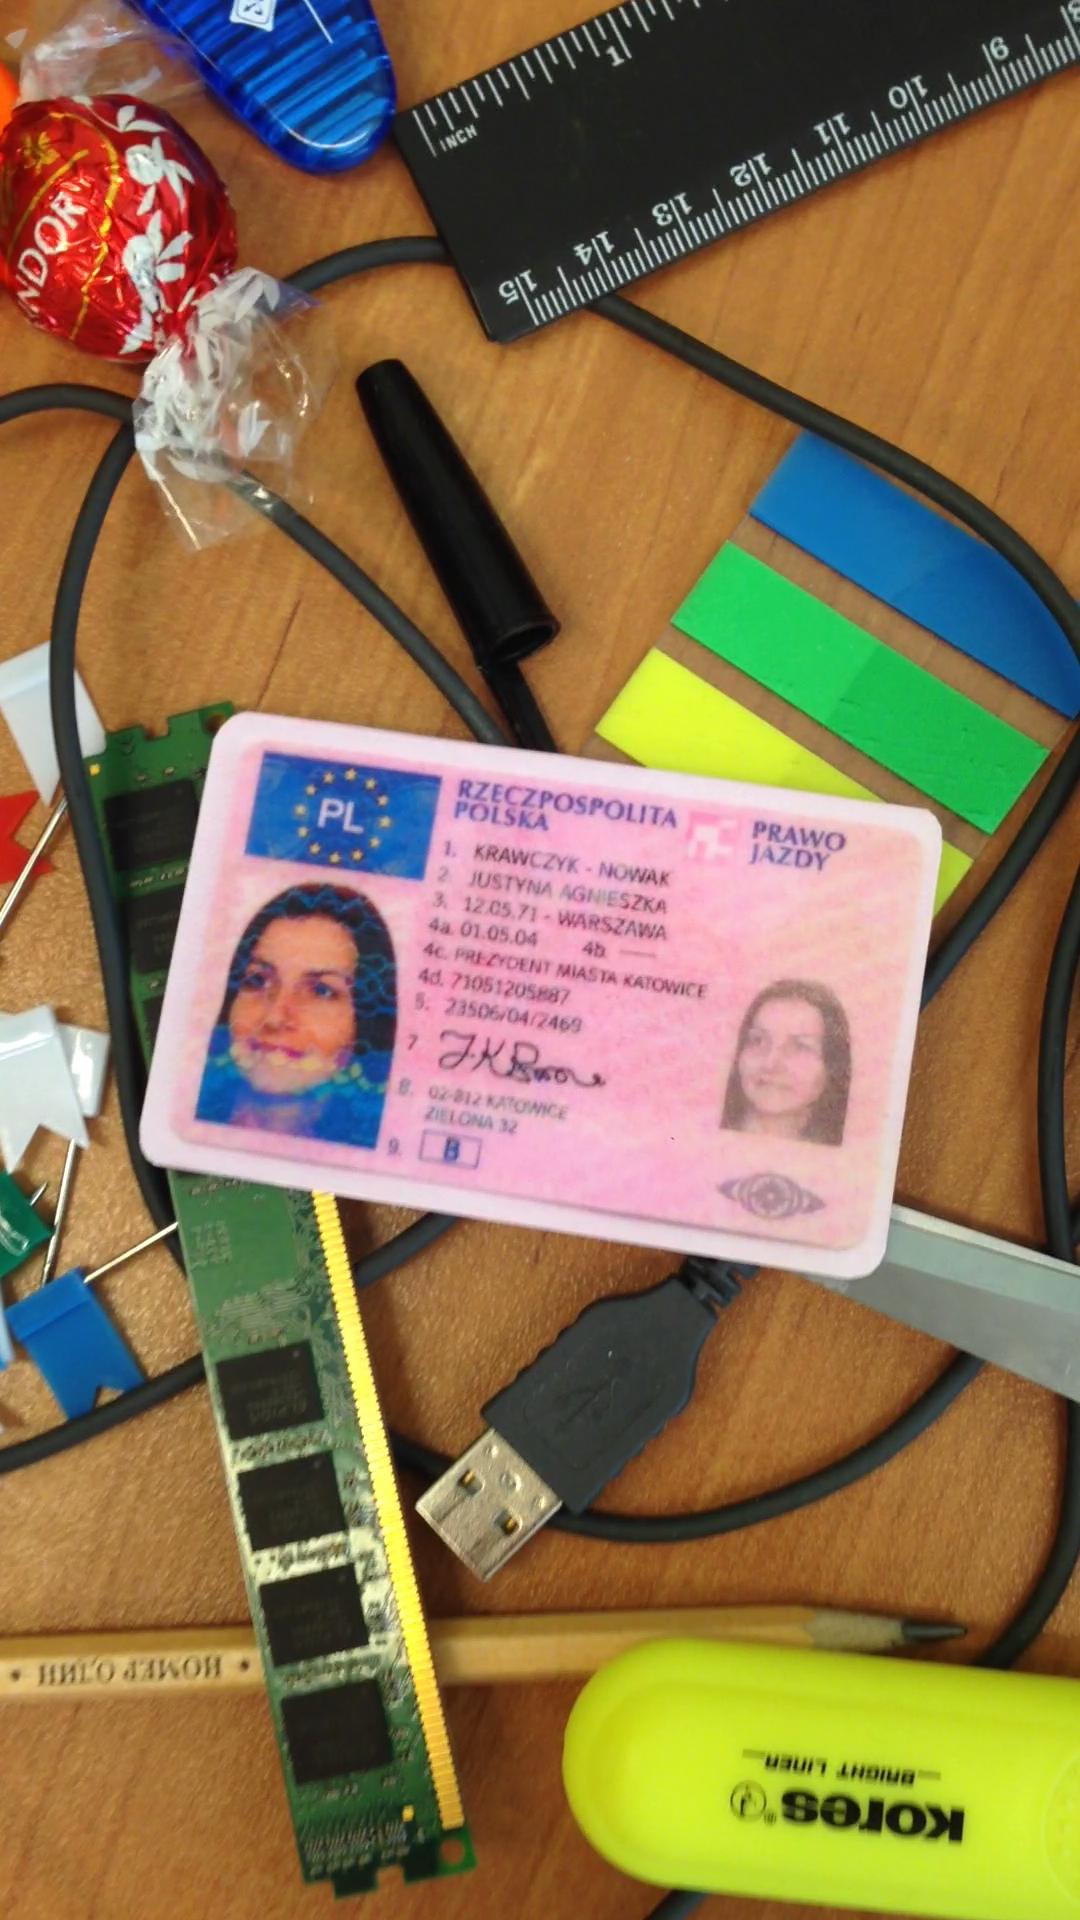 NDOR
INCH
1
9
10
11
12
13
14
15
PL
RZECZPOSPOLITA
POLSKA
PRAWO
JAZDY
1. KRAWCZYK - NOWAK
2. JUSTYNA AGNIESZKA
3. 12.05.71 - WARSZAWA
4a. 01.05.04 4b. ——
4c. PREZYDENT MIASTA KATOWICE
4d. 71051205887
5. 23506/04/2469
7
8. 02-812 KATOWICE
ZIELONA 32
9. B
НОМЕР ОДИН
Kores
BRIGHT LINER